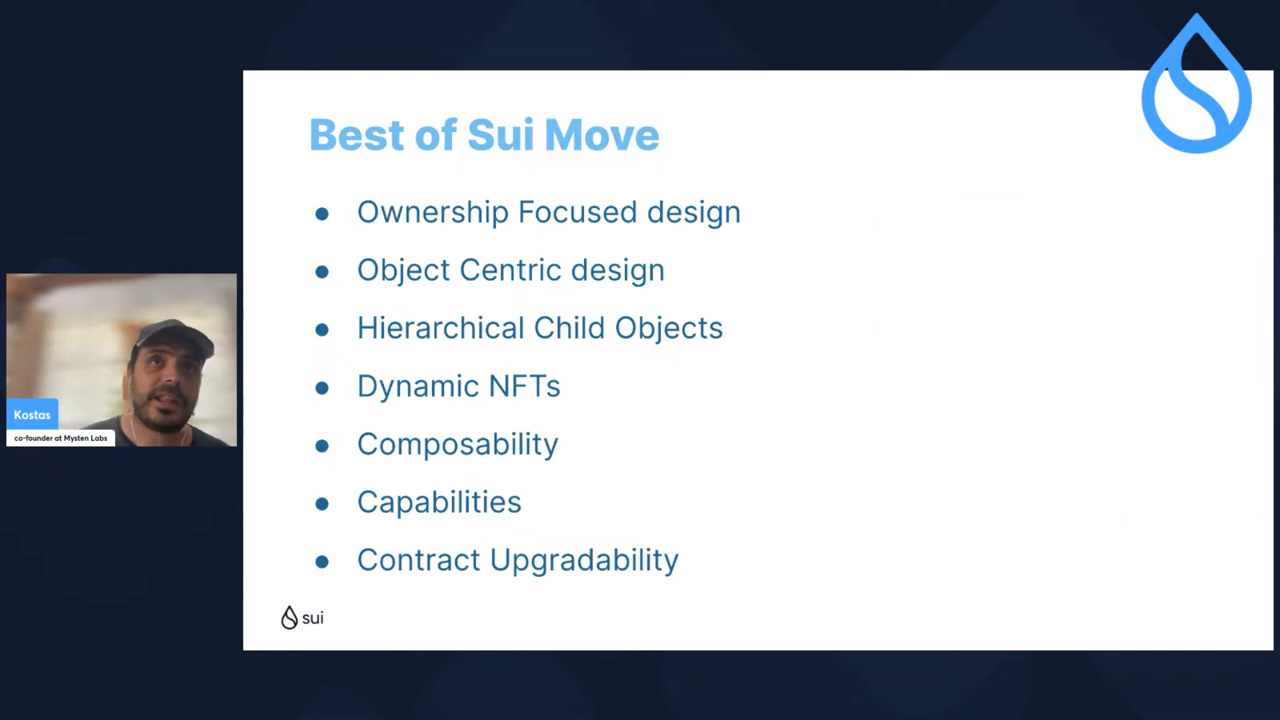 Best of Sui Move
● Ownership Focused design
● Object Centric design
● Hierarchical Child Objects
● Dynamic NFTs
● Composability
● Capabilities
● Contract Upgradability
sui
Kostas
co-founder at Mysten Labs